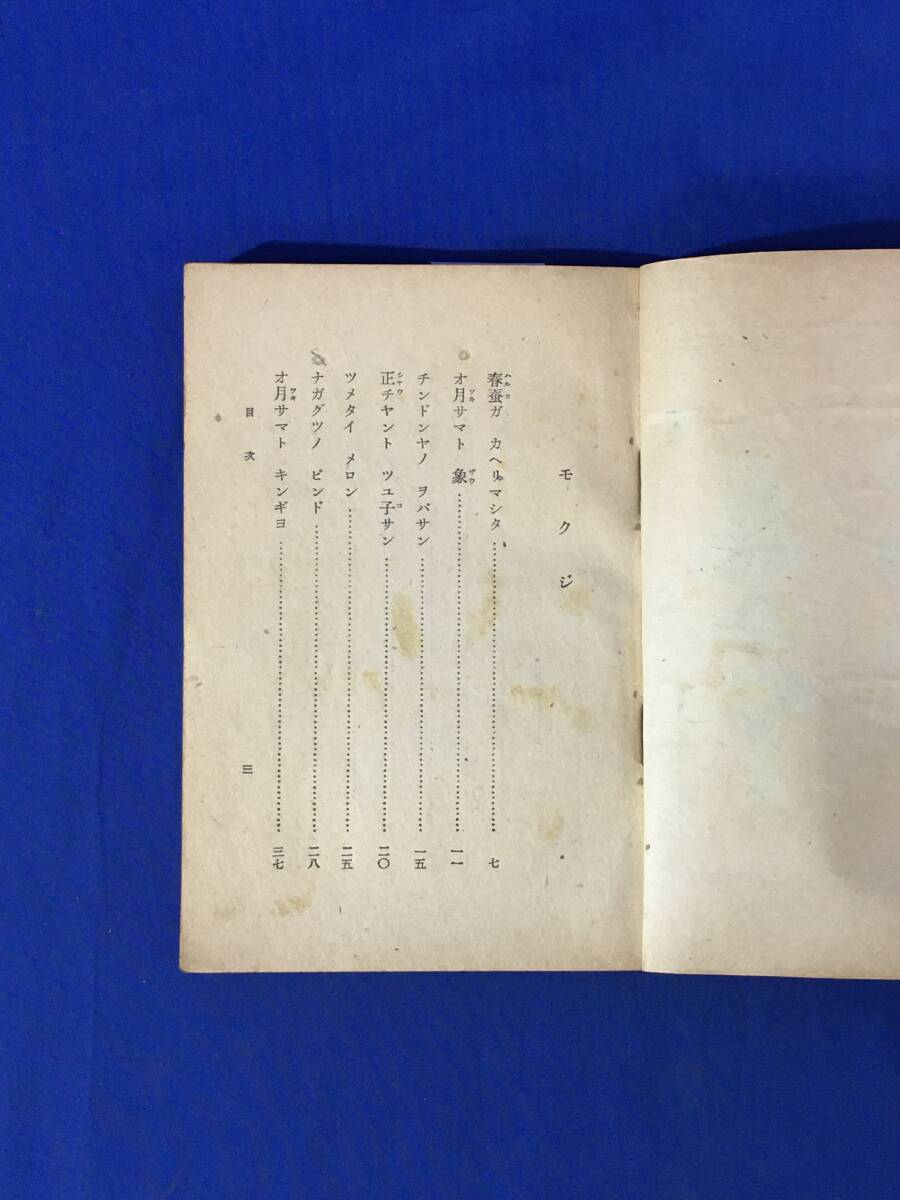 モクジ
春蚕ガ カヘリマシタ…………七
オ月サマト 象…………一一
チンドンヤノ ヲバサン…………一五
正チヤント ツユ子サン…………二〇
ツメタイ メロン…………二五
ナガグツノ ビンド…………二八
オ月サマト キンギヨ…………三七
目次
三